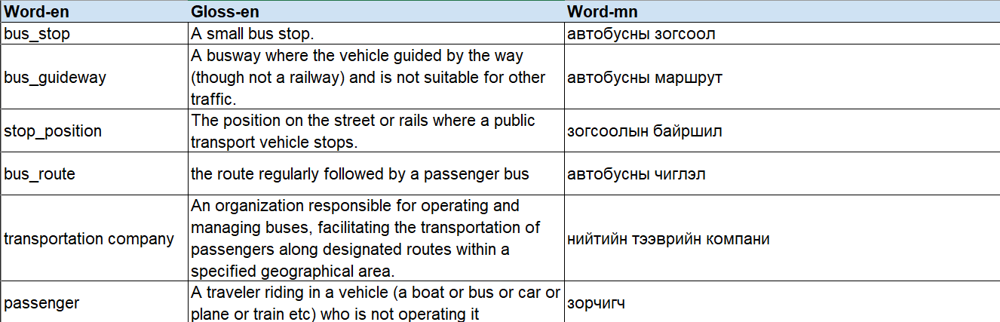 Word-en Gloss-en Word-mn
bus_stop A small bus stop. автобусны зогсоол
bus_guideway A busway where the vehicle guided by the way
(though not a railway) and is not suitable for other
traffic. автобусны маршрут
stop_position The position on the street or rails where a public
transport vehicle stops. зогсоолын байршил
bus_route the route regularly followed by a passenger bus автобусны чиглэл
transportation company An organization responsible for operating and
managing buses, facilitating the transportation of
passengers along designated routes within a
specified geographical area. нийтийн тээврийн компани
passenger A traveler riding in a vehicle (a boat or bus or car or
plane or train etc) who is not operating it зорчигч